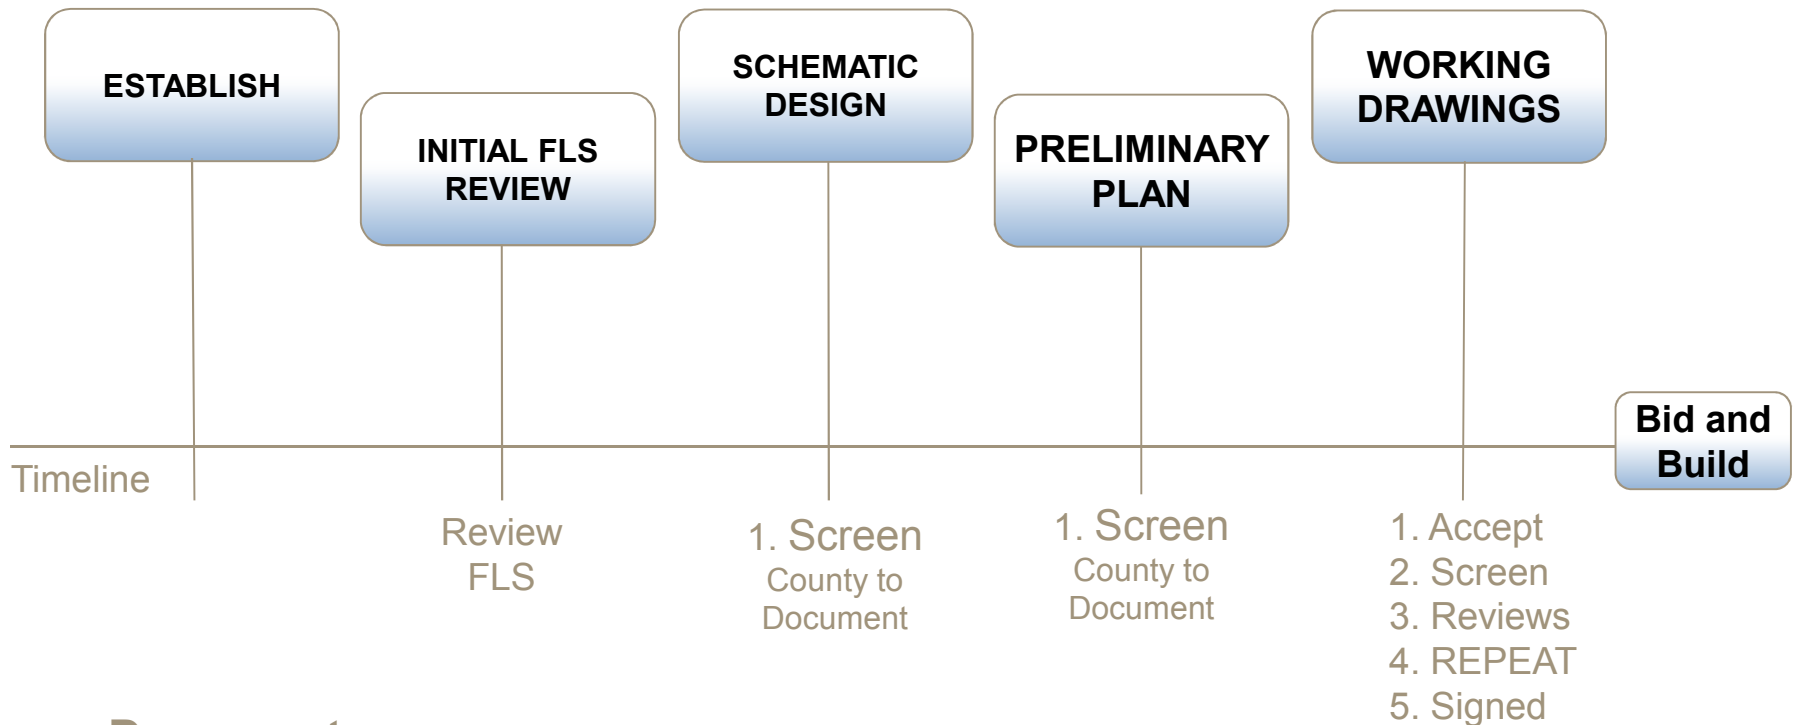 ESTABLISH
INITIAL FLS
REVIEW
SCHEMATIC
DESIGN
PRELIMINARY
PLAN
WORKING
DRAWINGS
Bid and
Build
Timeline
Review
FLS
1. Screen
County to
Document
1. Screen
County to
Document
1. Accept
2. Screen
3. Reviews
4. REPEAT
5. Signed